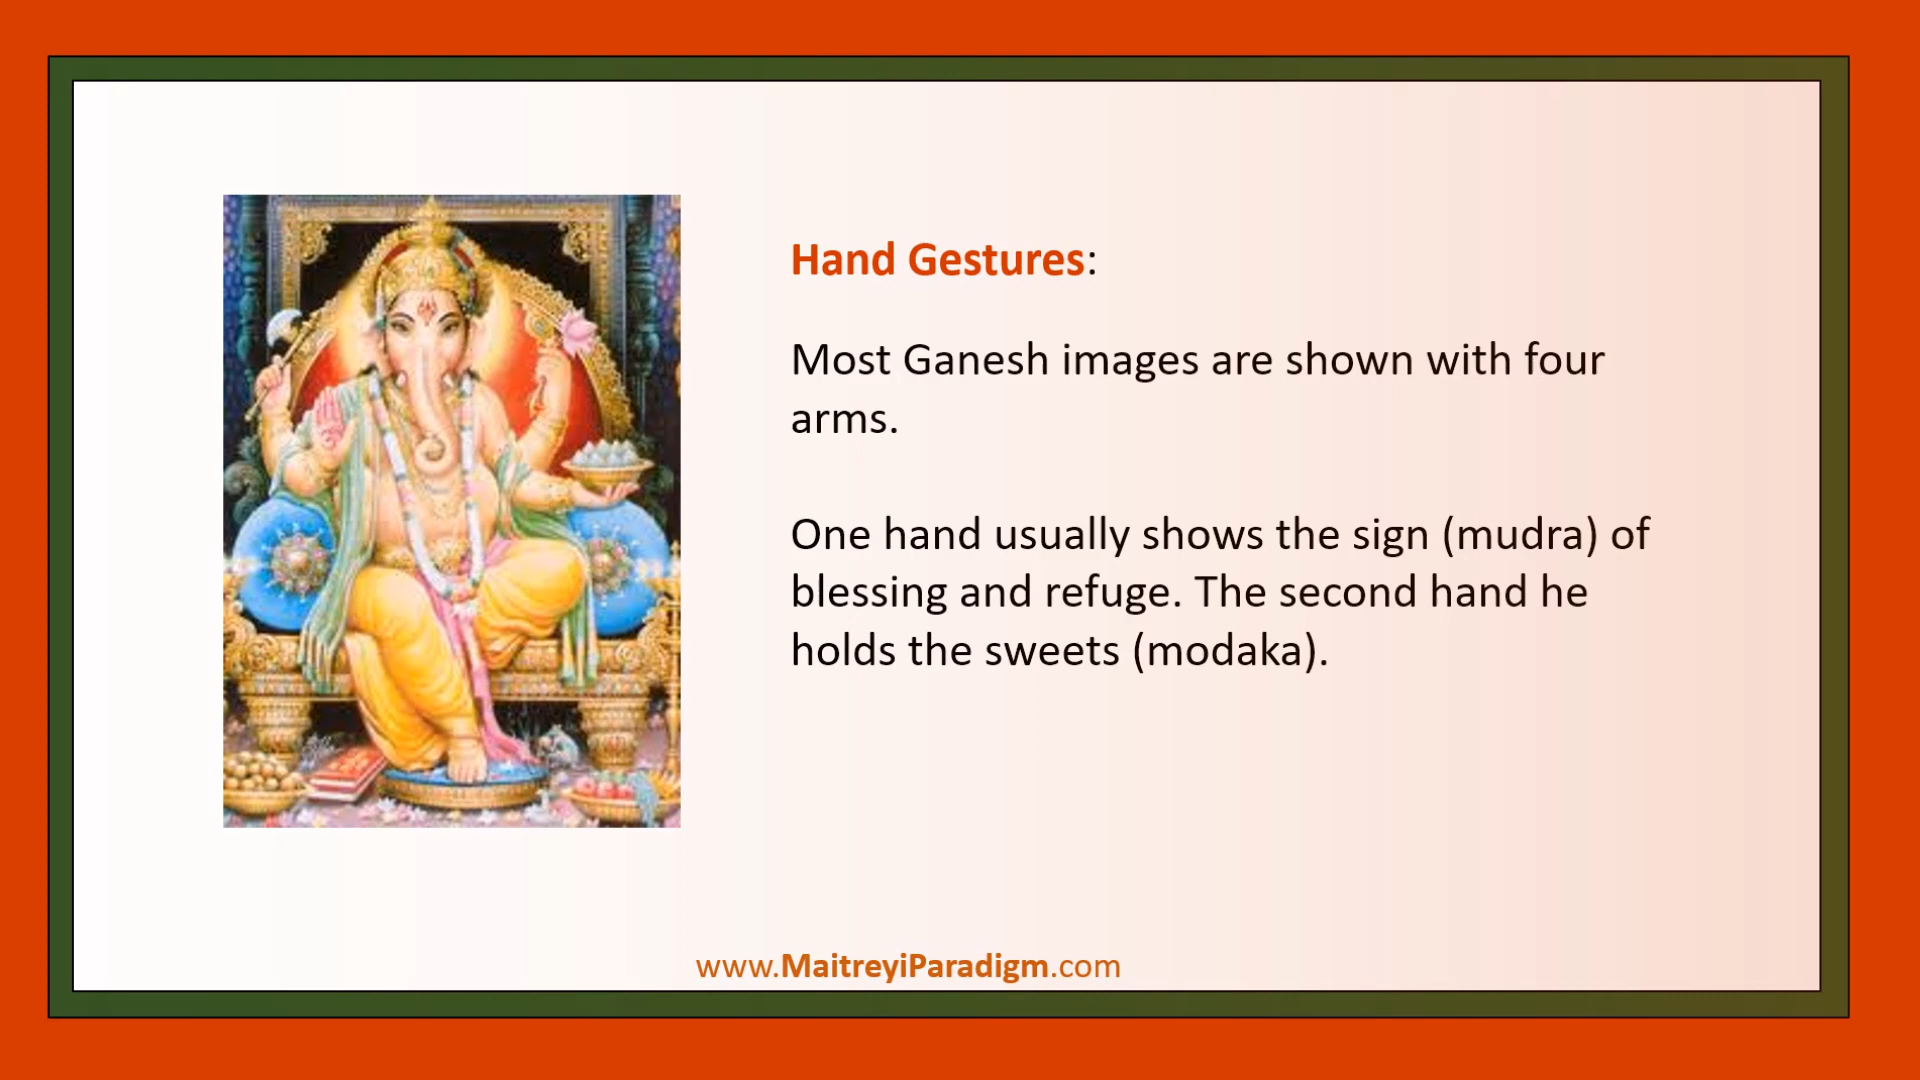 Hand Gestures:
Most Ganesh images are shown with four
arms.
One hand usually shows the sign (mudra) of
blessing and refuge. The second hand he
holds the sweets (modaka).
www.MaitreyiParadigm.com